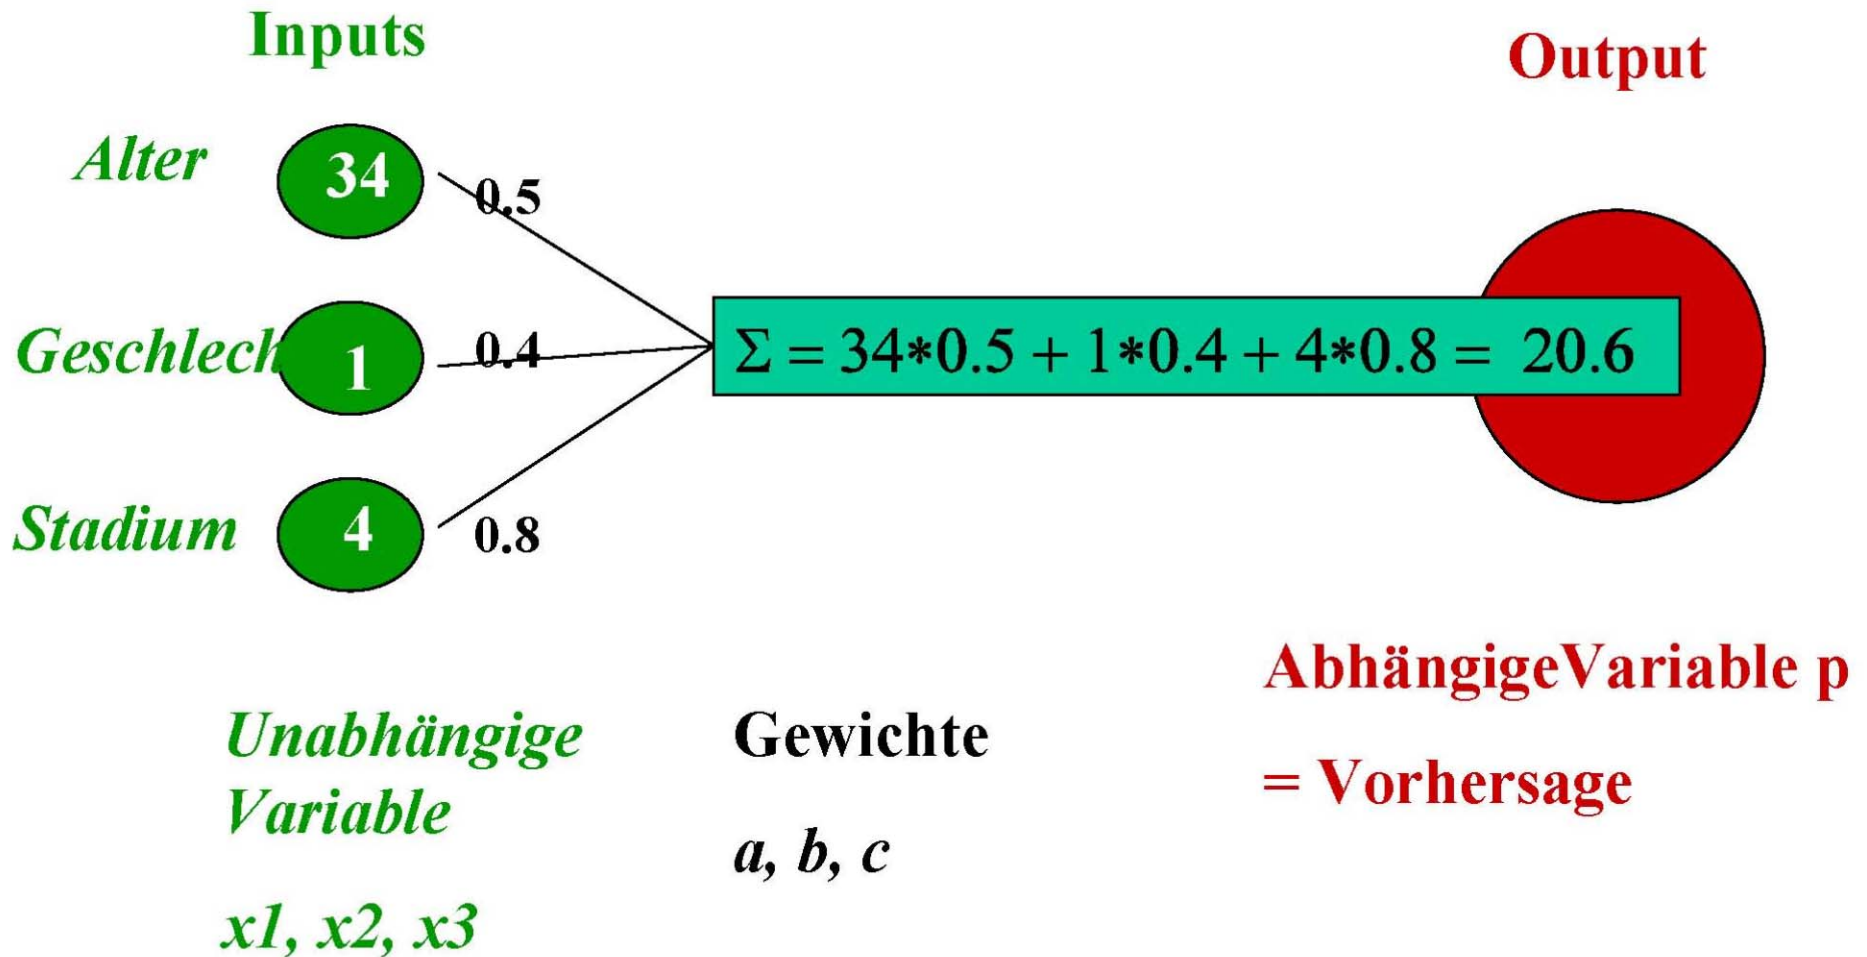 Inputs
Output
Alter
34
0.5
Geschlech
1
0.4
Σ = 34*0.5 + 1*0.4 + 4*0.8 = 20.6
Stadium
4
0.8
Unabhängige
Variable
x1, x2, x3
Gewichte
a, b, c
AbhängigeVariable p
= Vorhersage